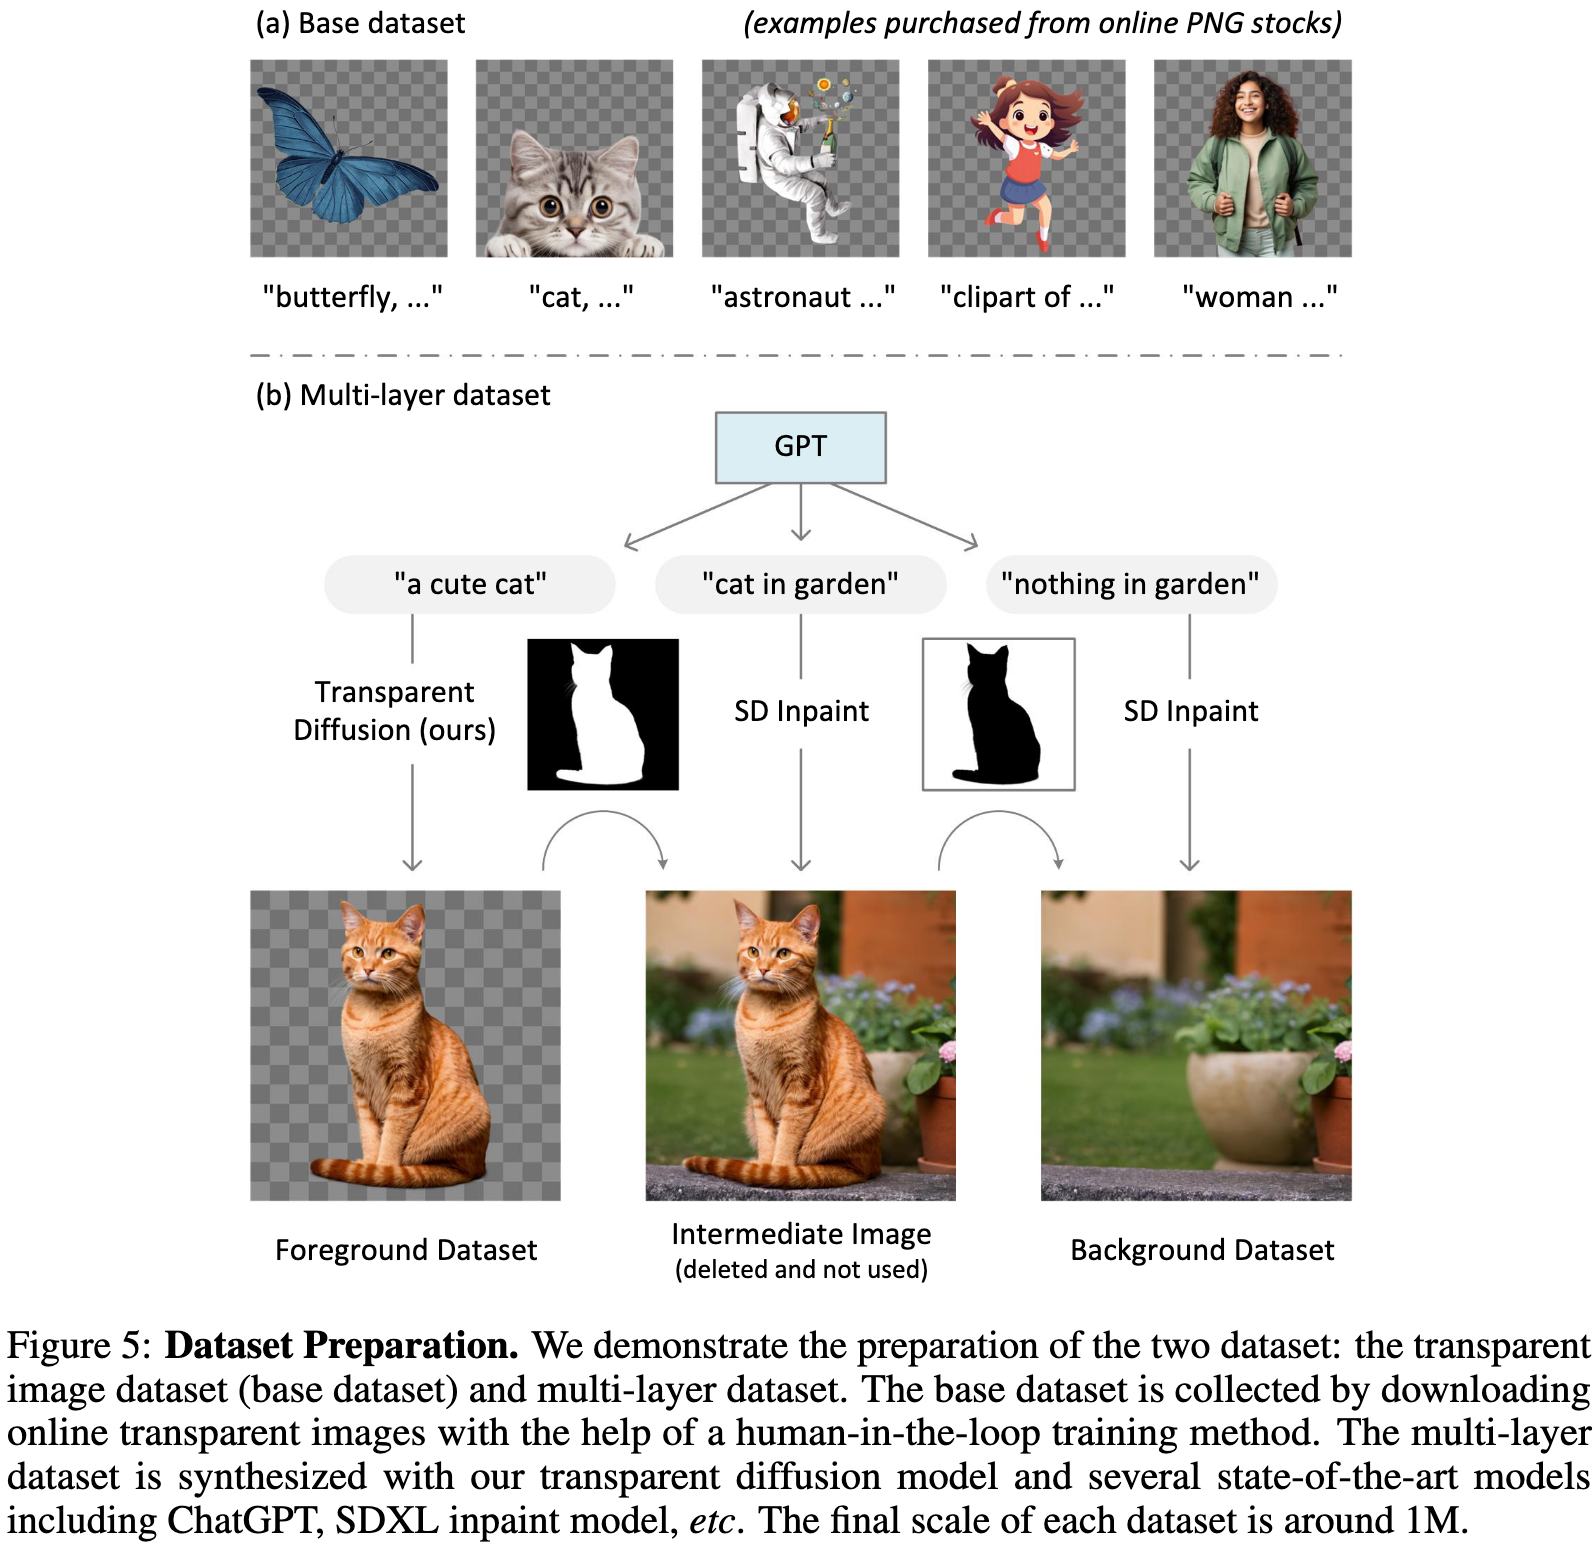 (a) Base dataset
(examples purchased from online PNG stocks)
"butterfly, ..."
"cat, ..."
"astronaut ..."
"clipart of ..."
"woman ..."
(b) Multi-layer dataset
GPT
"a cute cat"
"cat in garden"
"nothing in garden"
Transparent
Diffusion (ours)
SD Inpaint
SD Inpaint
Foreground Dataset
Intermediate Image
(deleted and not used)
Background Dataset
Figure 5: Dataset Preparation. We demonstrate the preparation of the two dataset: the transparent
image dataset (base dataset) and multi-layer dataset. The base dataset is collected by downloading
online transparent images with the help of a human-in-the-loop training method. The multi-layer
dataset is synthesized with our transparent diffusion model and several state-of-the-art models
including ChatGPT, SDXL inpaint model, etc. The final scale of each dataset is around 1M.